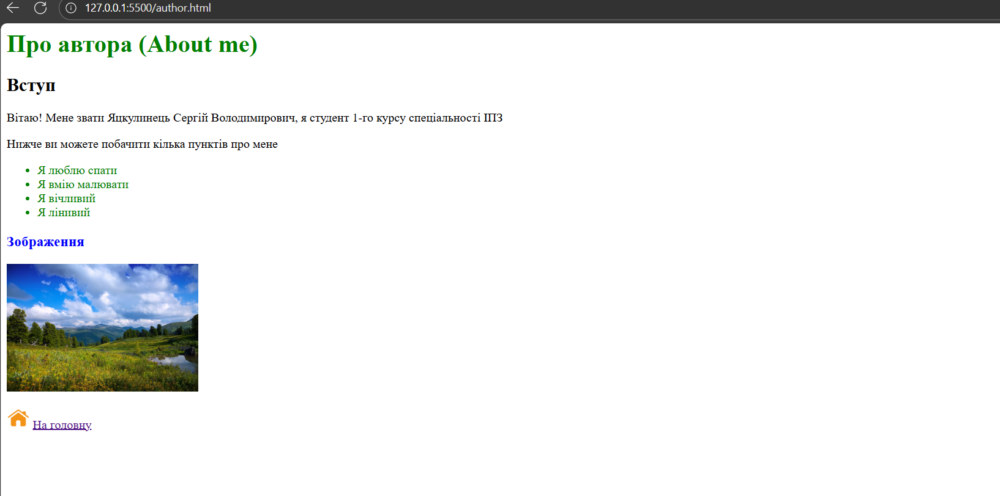 127.0.0.1:5500/author.html
Про автора (About me)
Вступ
Вітаю! Мене звати Яцкулинець Сергій Володимирович, я студент 1-го курсу спеціальності ІПЗ
Нижче ви можете побачити кілька пунктів про мене
Я люблю спати
Я вмію малювати
Я вічливий
Я лінивий
Зображення
На головну